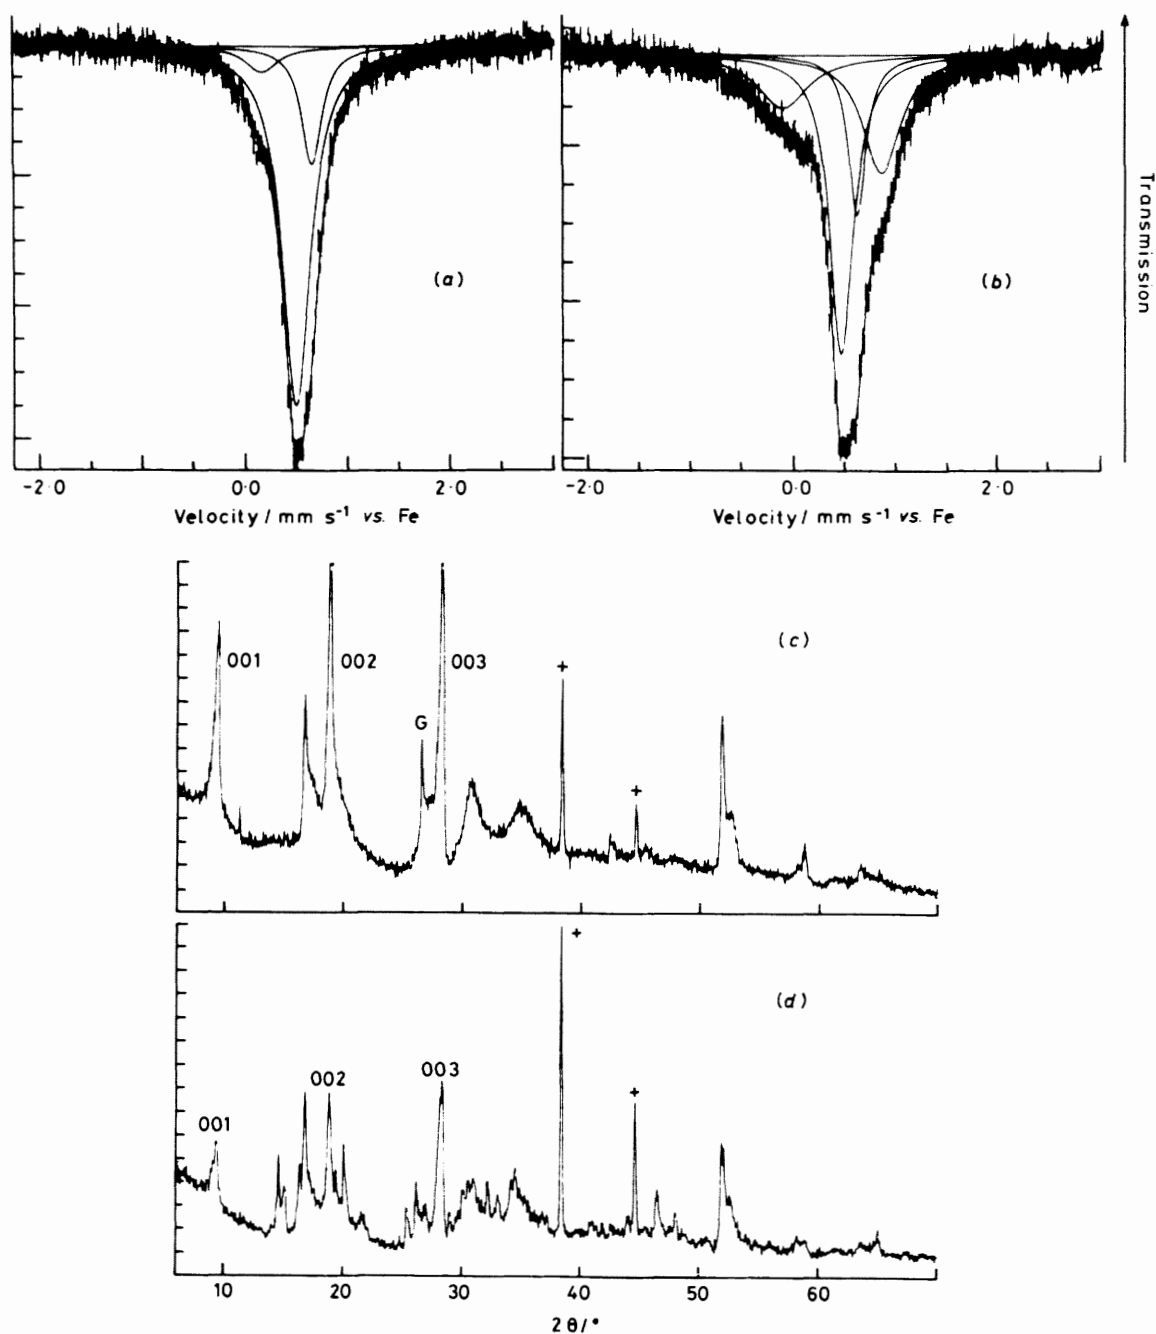 (a)
(b)
Transmission
-2·0 0·0 2·0
-2·0 0·0 2·0
Velocity / mm s⁻¹ vs. Fe
Velocity / mm s⁻¹ vs. Fe
(c)
001
002
003
G
+
+
(d)
001
002
003
+
+
10 20 30 40 50 60
2θ/°